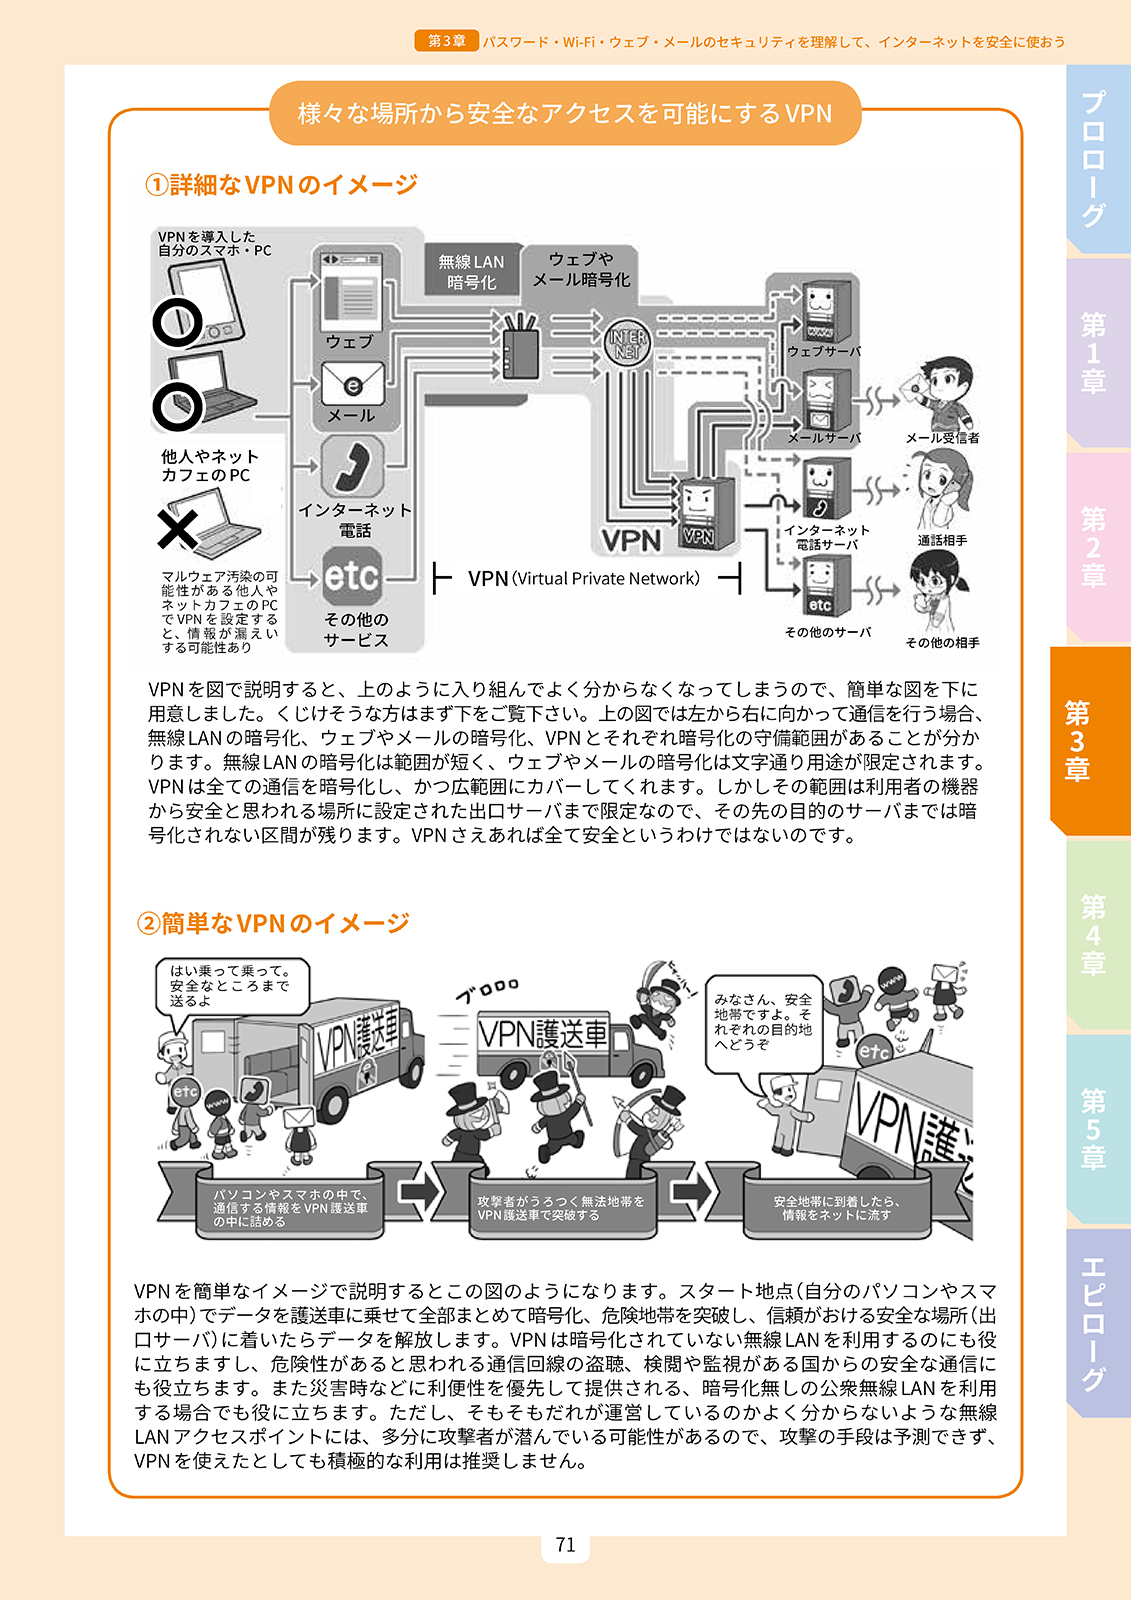 第3章 パスワード・Wi-Fi・ウェブ・メールのセキュリティを理解して、インターネットを安全に使おう
様々な場所から安全なアクセスを可能にするVPN
①詳細なVPNのイメージ
VPNを導入した
自分のスマホ・PC
他人やネット
カフェのPC
マルウェア汚染の可
能性がある他人や
ネットカフェのPC
でVPNを設定する
と、情報が漏えい
する可能性あり
ウェブ
e
メール
インターネット
電話
etc
その他の
サービス
無線LAN
暗号化
ウェブや
メール暗号化
INTER
NET
VPN
VPN
VPN(Virtual Private Network)
www
ウェブサーバ
メールサーバ
インターネット
電話サーバ
etc
その他のサーバ
メール受信者
通話相手
その他の相手
VPNを図で説明すると、上のように入り組んでよく分からなくなってしまうので、簡単な図を下に
用意しました。くじけそうな方はまず下をご覧下さい。上の図では左から右に向かって通信を行う場合、
無線LANの暗号化、ウェブやメールの暗号化、VPNとそれぞれ暗号化の守備範囲があることが分か
ります。無線LANの暗号化は範囲が短く、ウェブやメールの暗号化は文字通り用途が限定されます。
VPNは全ての通信を暗号化し、かつ広範囲にカバーしてくれます。しかしその範囲は利用者の機器
から安全と思われる場所に設定された出口サーバまで限定なので、その先の目的のサーバまでは暗
号化されない区間が残ります。VPNさえあれば全て安全というわけではないのです。
②簡単なVPNのイメージ
はい乗って乗って。
安全なところまで
送るよ
VPN護送車
etc
www
パソコンやスマホの中で、
通信する情報をVPN護送車
の中に詰める
ブロロロ
VPN護送車
攻撃者がうろつく無法地帯を
VPN護送車で突破する
みなさん、安全
地帯ですよ。そ
れぞれの目的地
へどうぞ
www
etc
VPN護送
安全地帯に到着したら、
情報をネットに流す
VPNを簡単なイメージで説明するとこの図のようになります。スタート地点(自分のパソコンやスマ
ホの中)でデータを護送車に乗せて全部まとめて暗号化、危険地帯を突破し、信頼がおける安全な場所(出
口サーバ)に着いたらデータを解放します。VPNは暗号化されていない無線LANを利用するのにも役
に立ちますし、危険性があると思われる通信回線の盗聴、検閲や監視がある国からの安全な通信に
も役立ちます。また災害時などに利便性を優先して提供される、暗号化無しの公衆無線LANを利用
する場合でも役に立ちます。ただし、そもそもだれが運営しているのかよく分からないような無線
LANアクセスポイントには、多分に攻撃者が潜んでいる可能性があるので、攻撃の手段は予測できず、
VPNを使えたとしても積極的な利用は推奨しません。
71
プロローグ
第1章
第2章
第3章
第4章
第5章
エピローグ